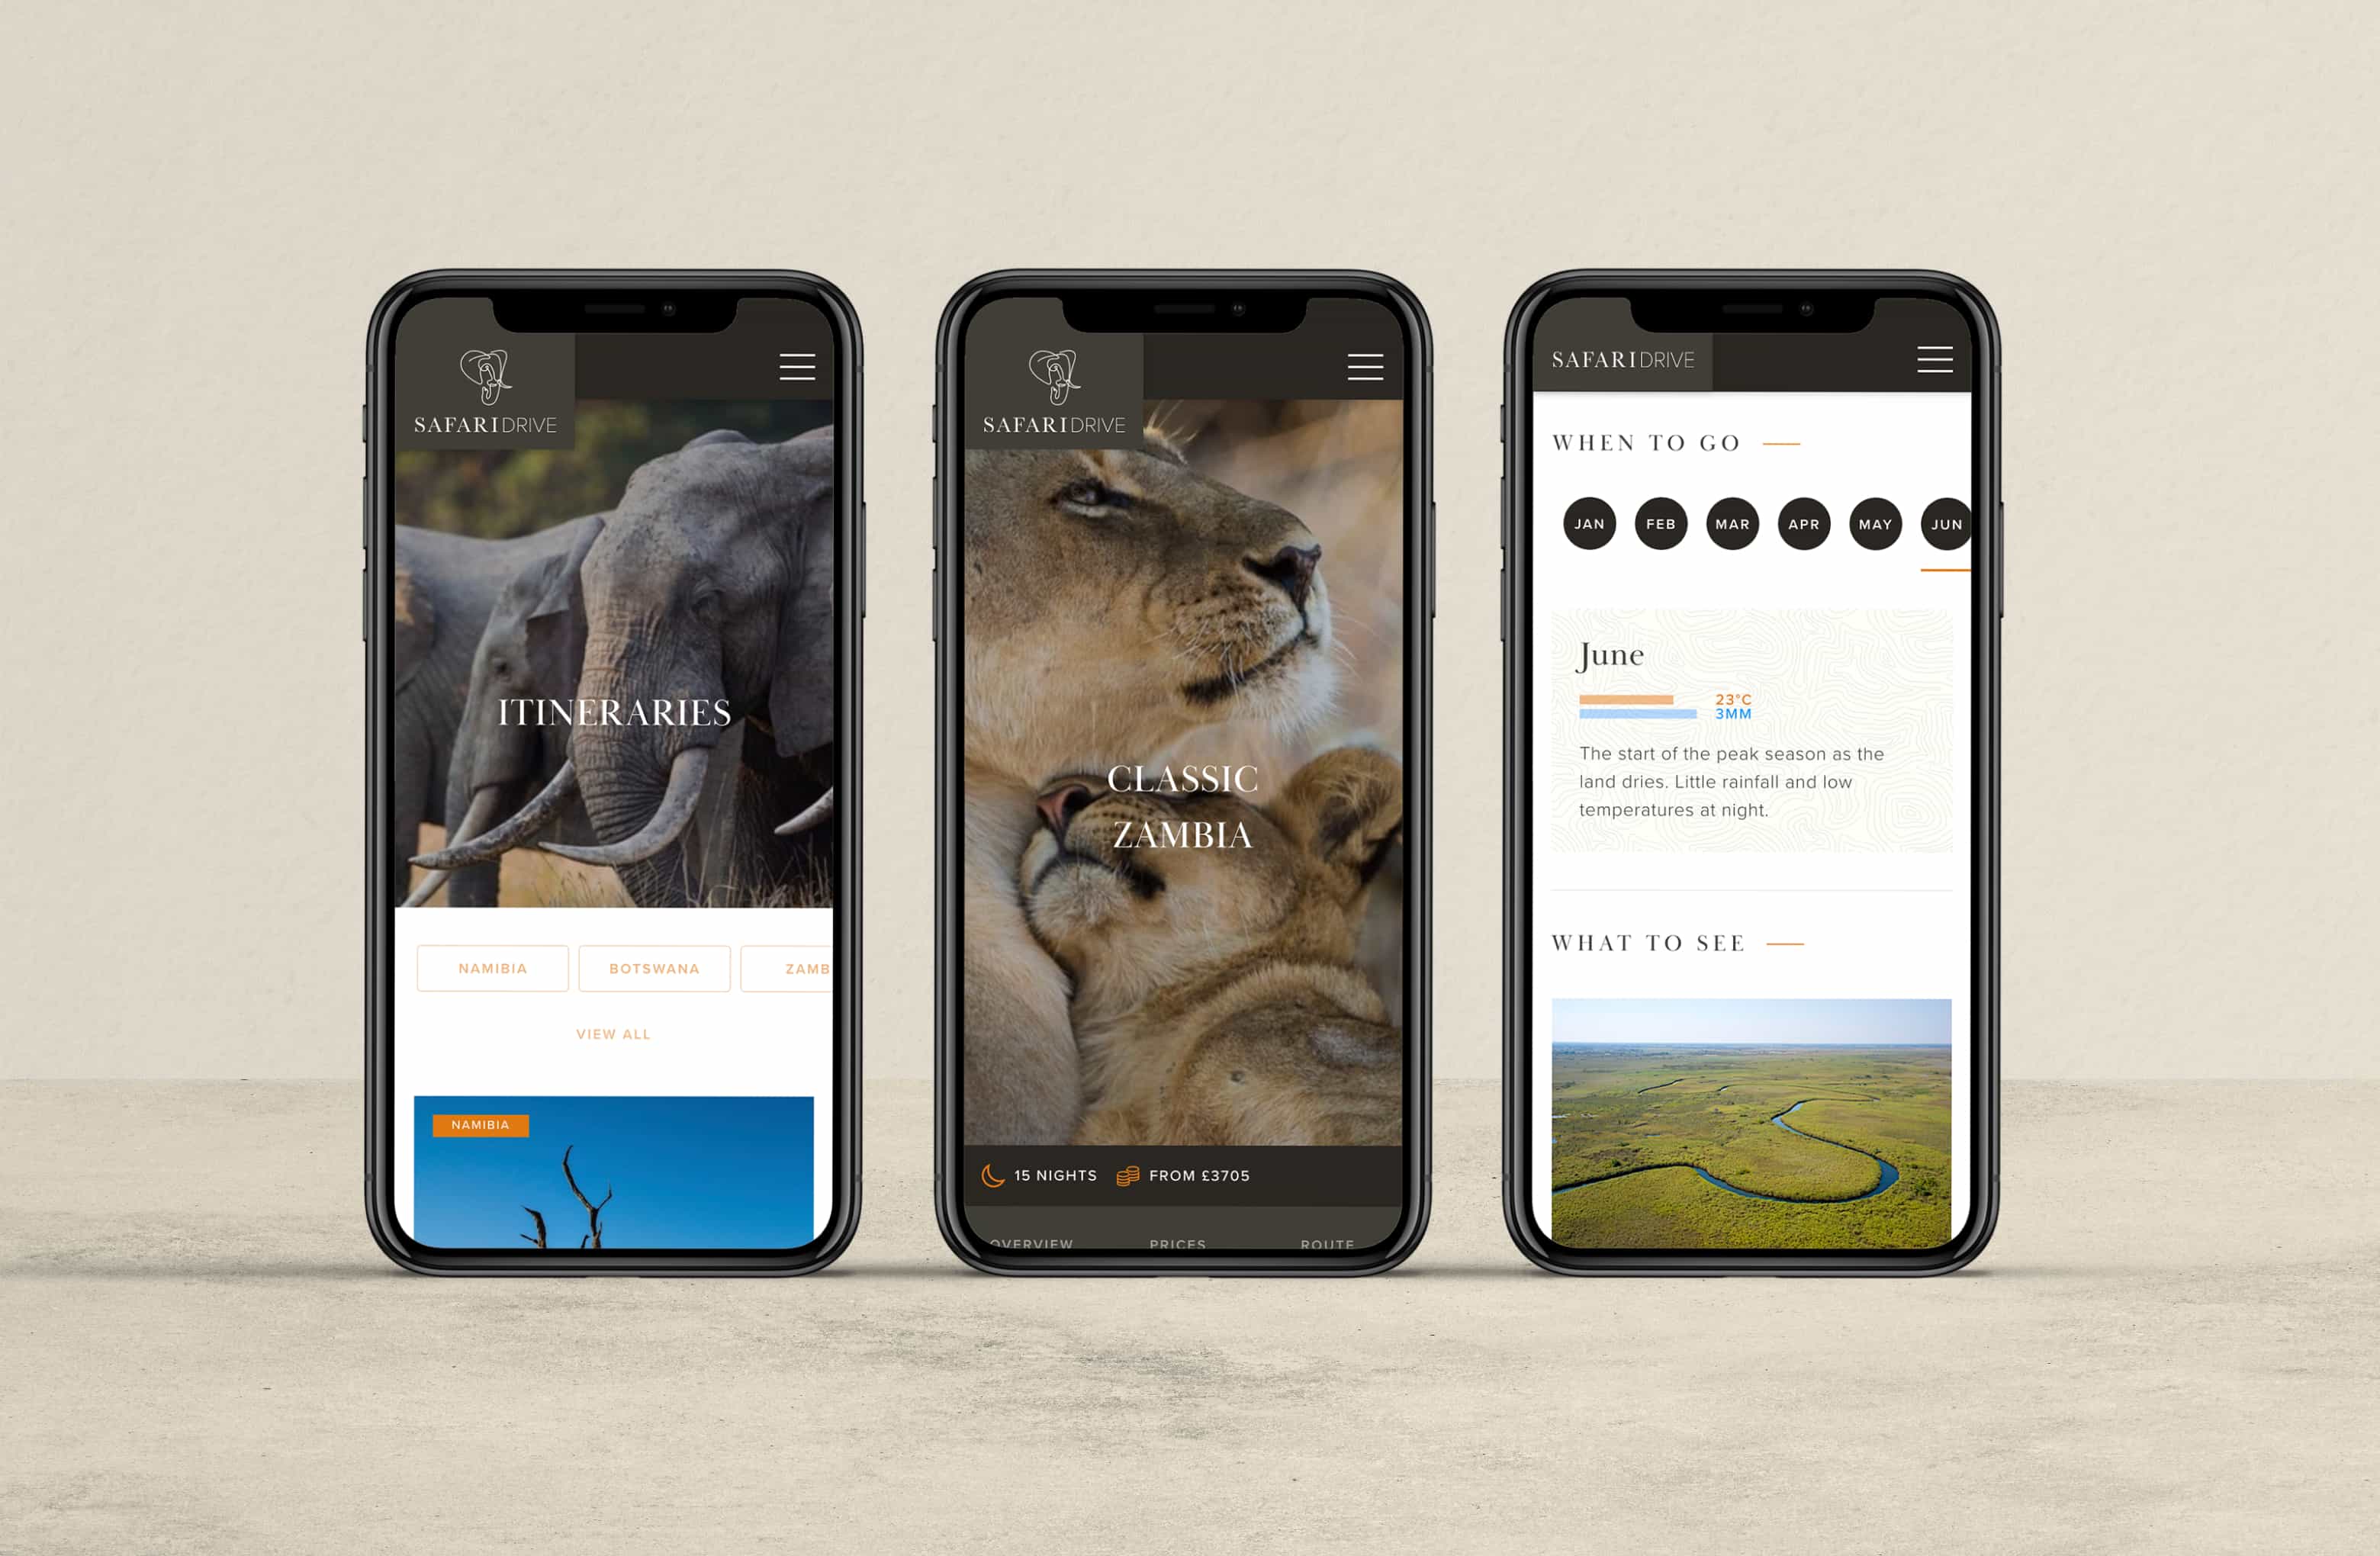 SAFARIDRIVE
ITINERARIES
NAMIBIA
BOTSWANA
ZAMB
VIEW ALL
NAMIBIA
SAFARIDRIVE
CLASSIC
ZAMBIA
15 NIGHTS
FROM £3705
OVERVIEW
PRICES
ROUTE
SAFARIDRIVE
WHEN TO GO
JAN
FEB
MAR
APR
MAY
JUN
June
23°C
3MM
The start of the peak season as the
land dries. Little rainfall and low
temperatures at night.
WHAT TO SEE